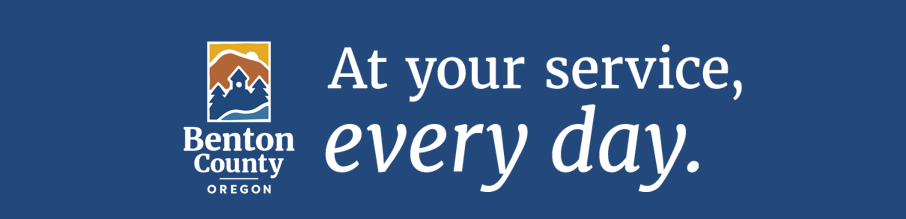 Benton
County
OREGON
At your service,
every day.